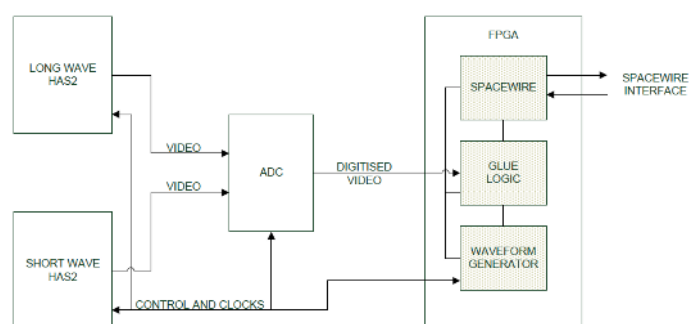 FPGA
LONG WAVE
HAS2
SPACEWIRE
SPACEWIRE
INTERFACE
VIDEO
ADC
DIGITISED
VIDEO
GLUE
LOGIC
VIDEO
SHORT WAVE
HAS2
WAVEFORM
GENERATOR
CONTROL AND CLOCKS